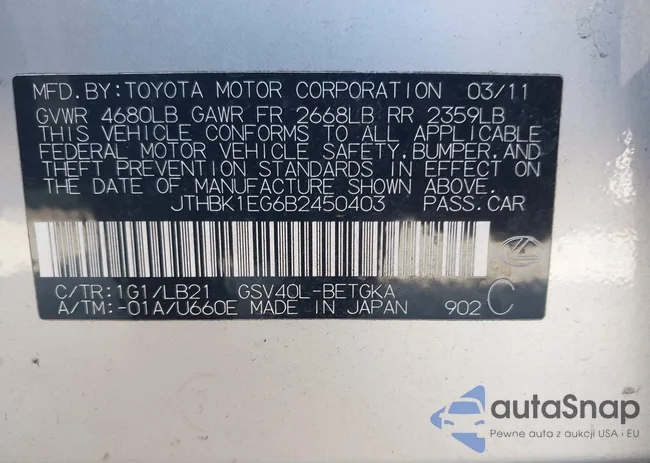 MFD.BY:TOYOTA MOTOR CORPORATION 03/11
GVWR 4680LB GAWR FR 2668LB RR 2359LB
THIS VEHICLE CONFORMS TO ALL APPLICABLE
FEDERAL MOTOR VEHICLE SAFETY,BUMPER,AND
THEFT PREVENTION STANDARDS IN EFFECT ON
THE DATE OF MANUFACTURE SHOWN ABOVE.
JTHBK1EG6B2450403 PASS.CAR
C/TR:1G1/LB21 GSV40L-BETGKA
A/TM:-01A/U660E MADE IN JAPAN 902 C
autaSnap
Pewne auta z aukcji USA i EU